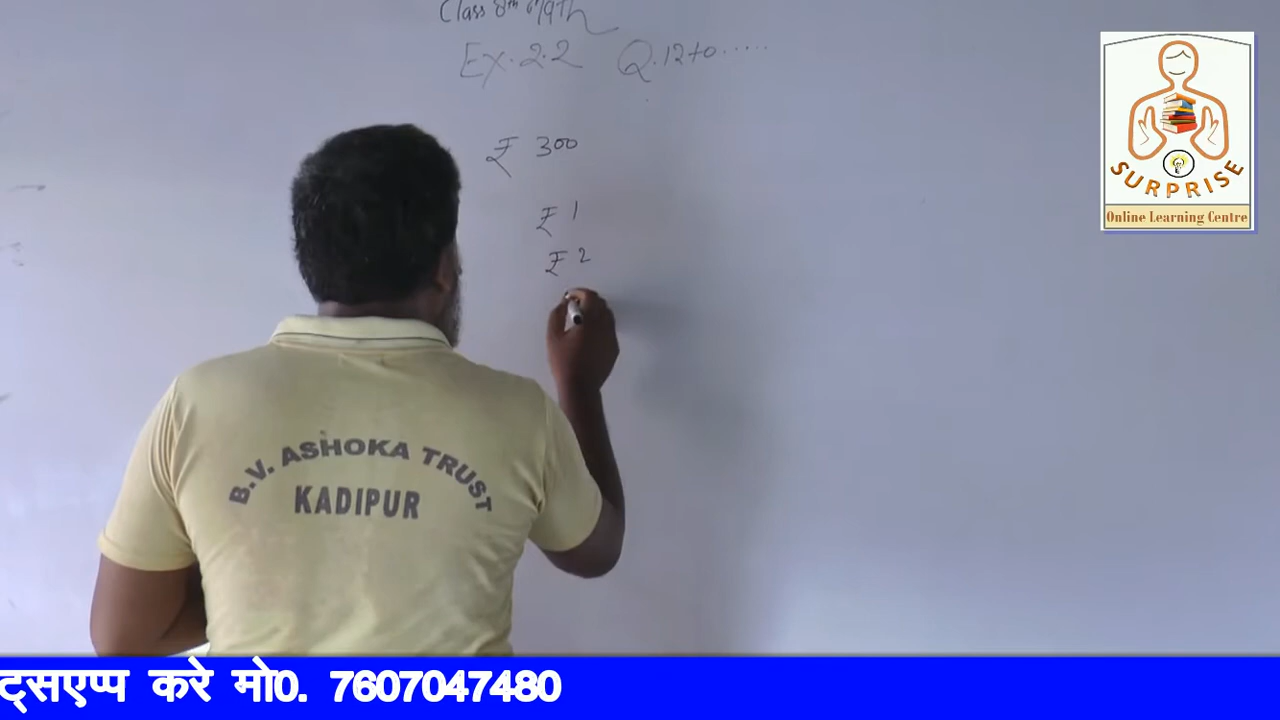 Class 8th Math
Ex. 2.2 Q.12 to.....
₹ 300
₹ 1
₹ 2
B.V. ASHOKA TRUST
KADIPUR
SURPRISE
Online Learning Centre
ट्सएप्प करे मो0. 7607047480